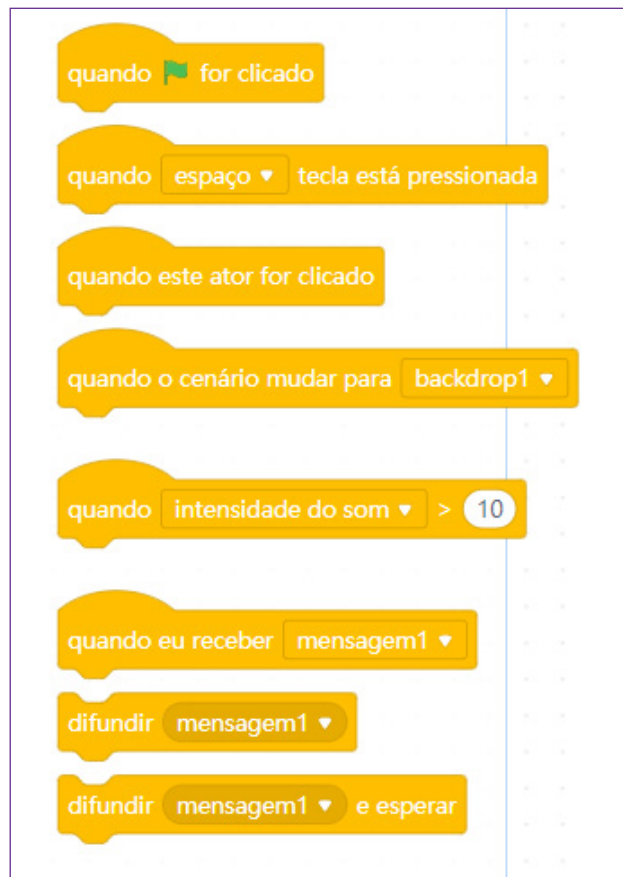 quando for clicado
quando espaço tecla está pressionada
quando este ator for clicado
quando o cenário mudar para backdrop1
quando intensidade do som > 10
quando eu receber mensagem1
difundir mensagem1
difundir mensagem1 e esperar